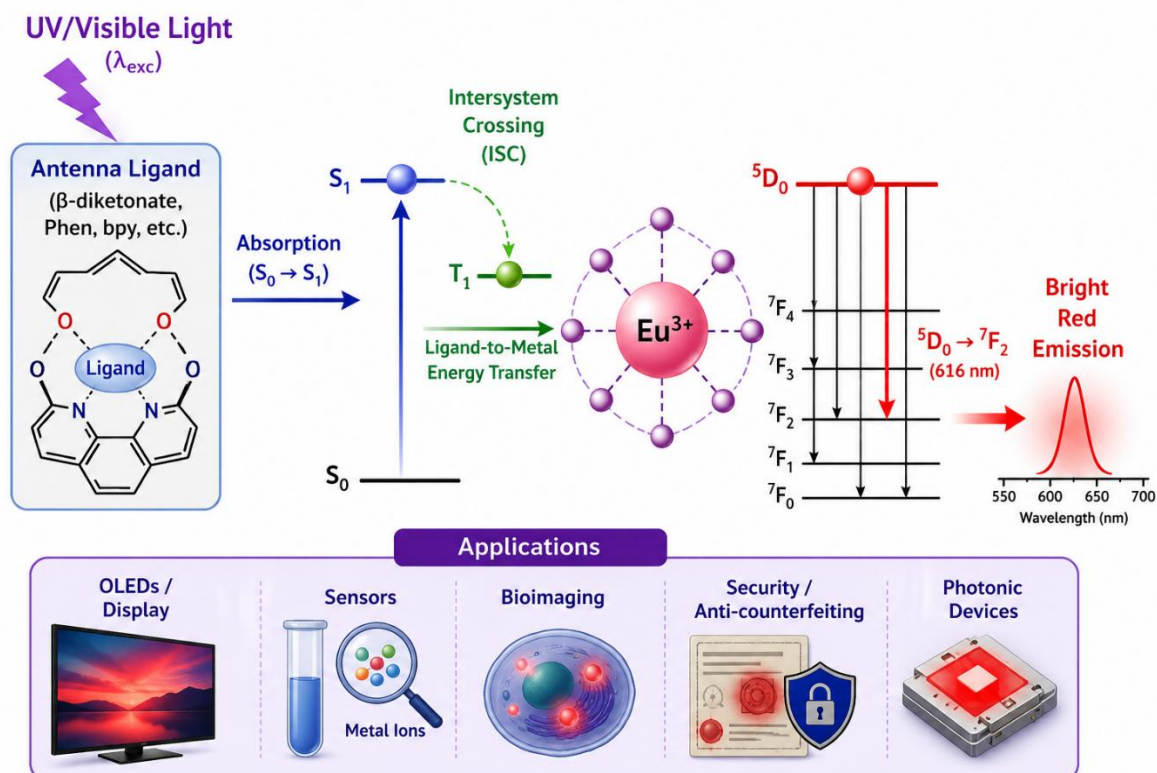 UV/Visible Light
(λexc)
Antenna Ligand
(β-diketonate,
Phen, bpy, etc.)
O
O
O
O
Ligand
N
N
Absorption
(S₀ → S₁)
S₁
S₀
Intersystem
Crossing
(ISC)
T₁
Ligand-to-Metal
Energy Transfer
Eu³⁺
⁵D₀
⁷F₄
⁷F₃
⁷F₂
⁷F₁
⁷F₀
⁵D₀ → ⁷F₂
(616 nm)
Bright
Red
Emission
550 600 650 700
Wavelength (nm)
Applications
OLEDs /
Display
Sensors
Metal Ions
Bioimaging
Security /
Anti-counterfeiting
Photonic
Devices